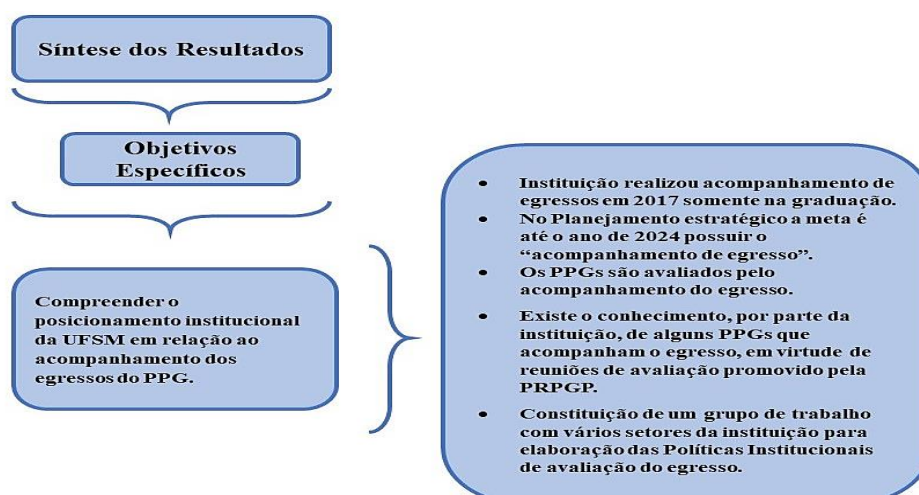 Síntese dos Resultados
Objetivos
Específicos
Compreender o
posicionamento institucional
da UFSM em relação ao
acompanhamento dos
egressos do PPG.
• Instituição realizou acompanhamento de
egressos em 2017 somente na graduação.
• No Planejamento estratégico a meta é
até o ano de 2024 possuir o
“acompanhamento de egresso”.
• Os PPGs são avaliados pelo
acompanhamento do egresso.
• Existe o conhecimento, por parte da
instituição, de alguns PPGs que
acompanham o egresso, em virtude de
reuniões de avaliação promovido pela
PRPGP.
• Constituição de um grupo de trabalho
com vários setores da instituição para
elaboração das Políticas Institucionais
de avaliação do egresso.